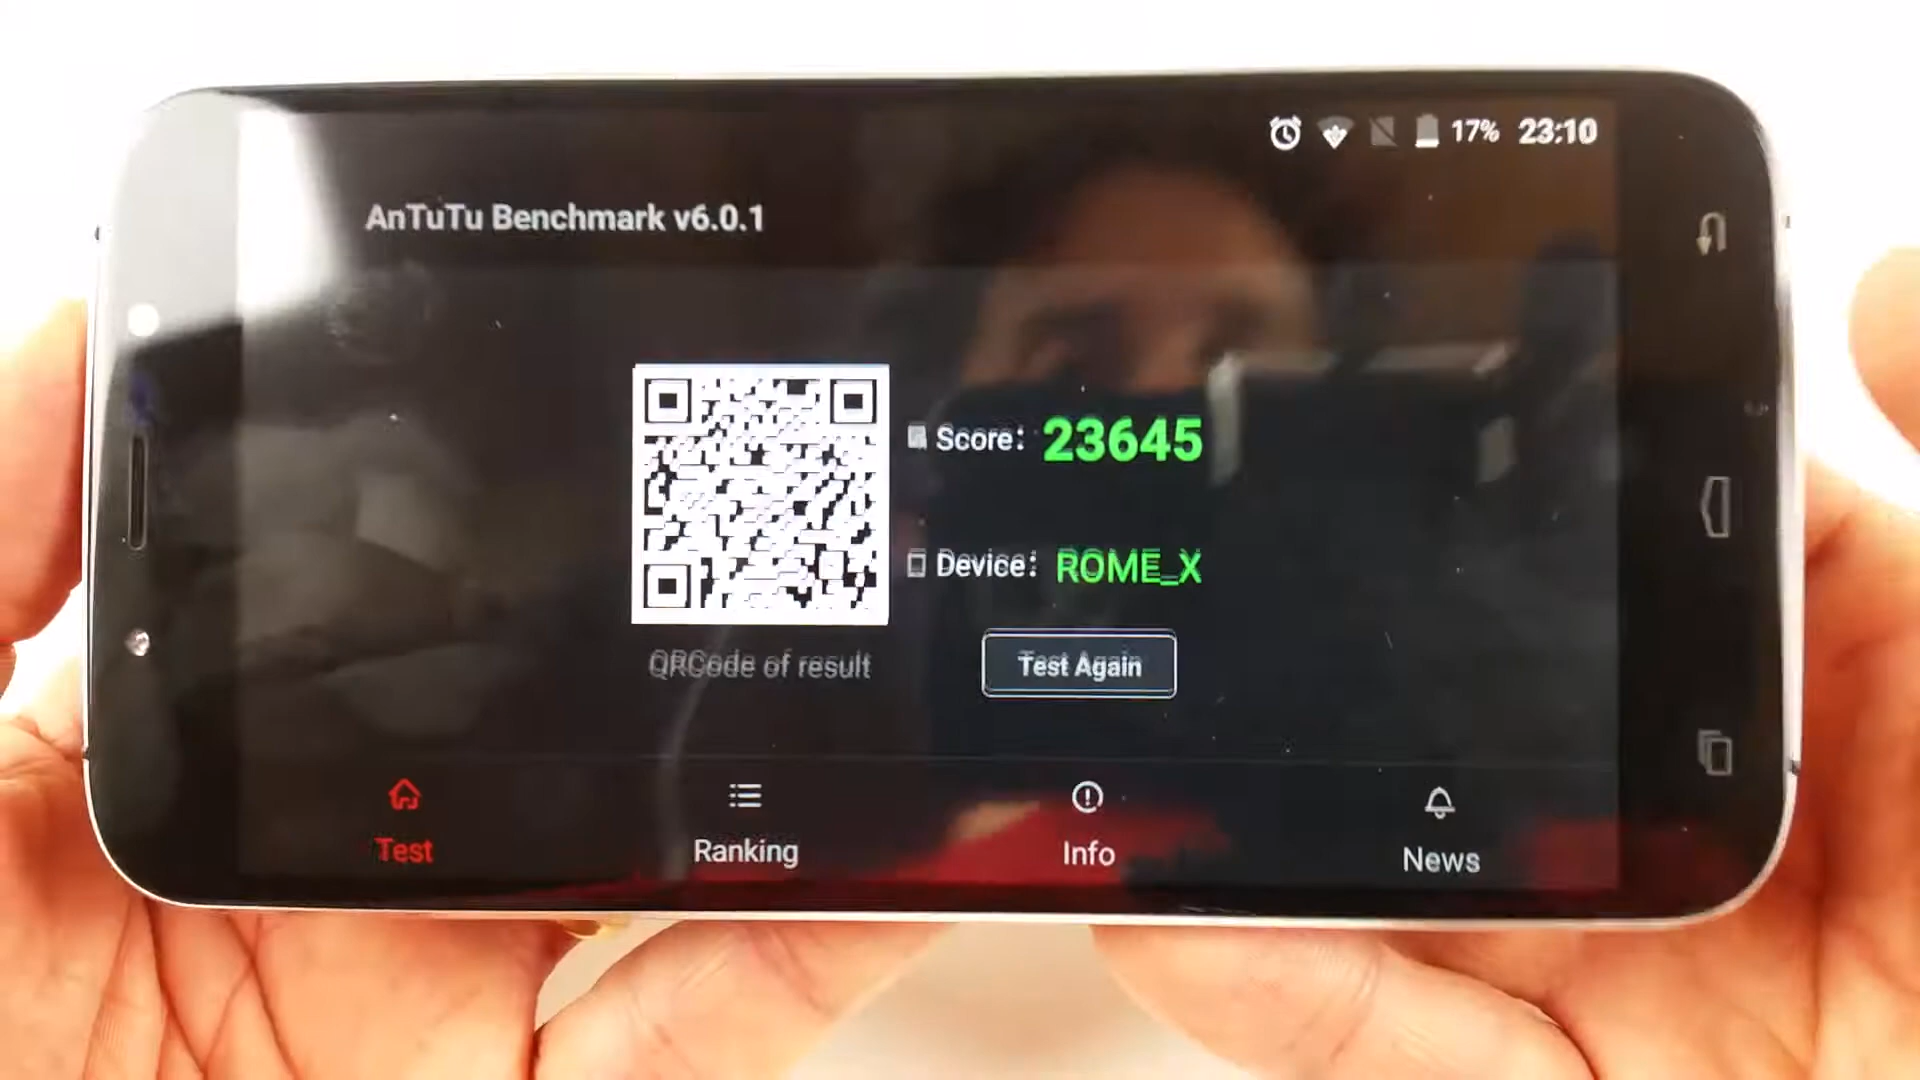 17% 23:10
AnTuTu Benchmark v6.0.1
Score: 23645
Device: ROME_X
QRCode of result
Test Again
Test
Ranking
Info
News